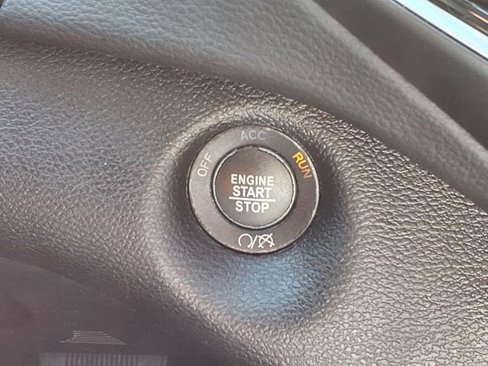 OFF
ACC
RUN
ENGINE
START
STOP